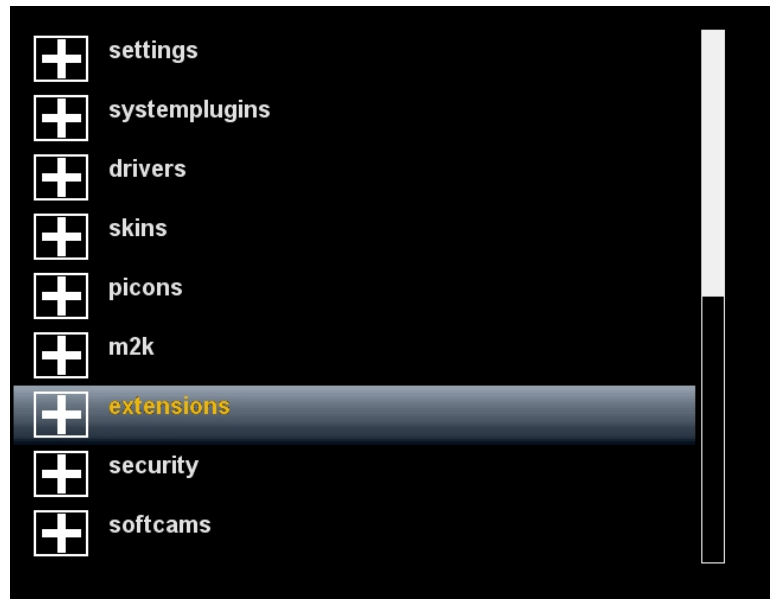 settings
systemplugins
drivers
skins
picons
m2k
extensions
security
softcams